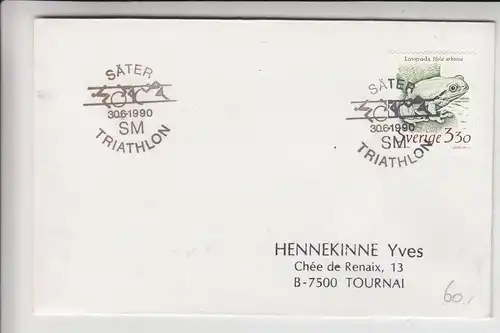 SÄTER
30.6.1990
SM
TRIATHLON
Lövgroda, Hyla arborea
SÄTER
30.6.1990
SM
TRIATHLON
Sverige 3.30
HENNEKINNE Yves
Chée de Renaix, 13
B-7500 TOURNAI
60,-